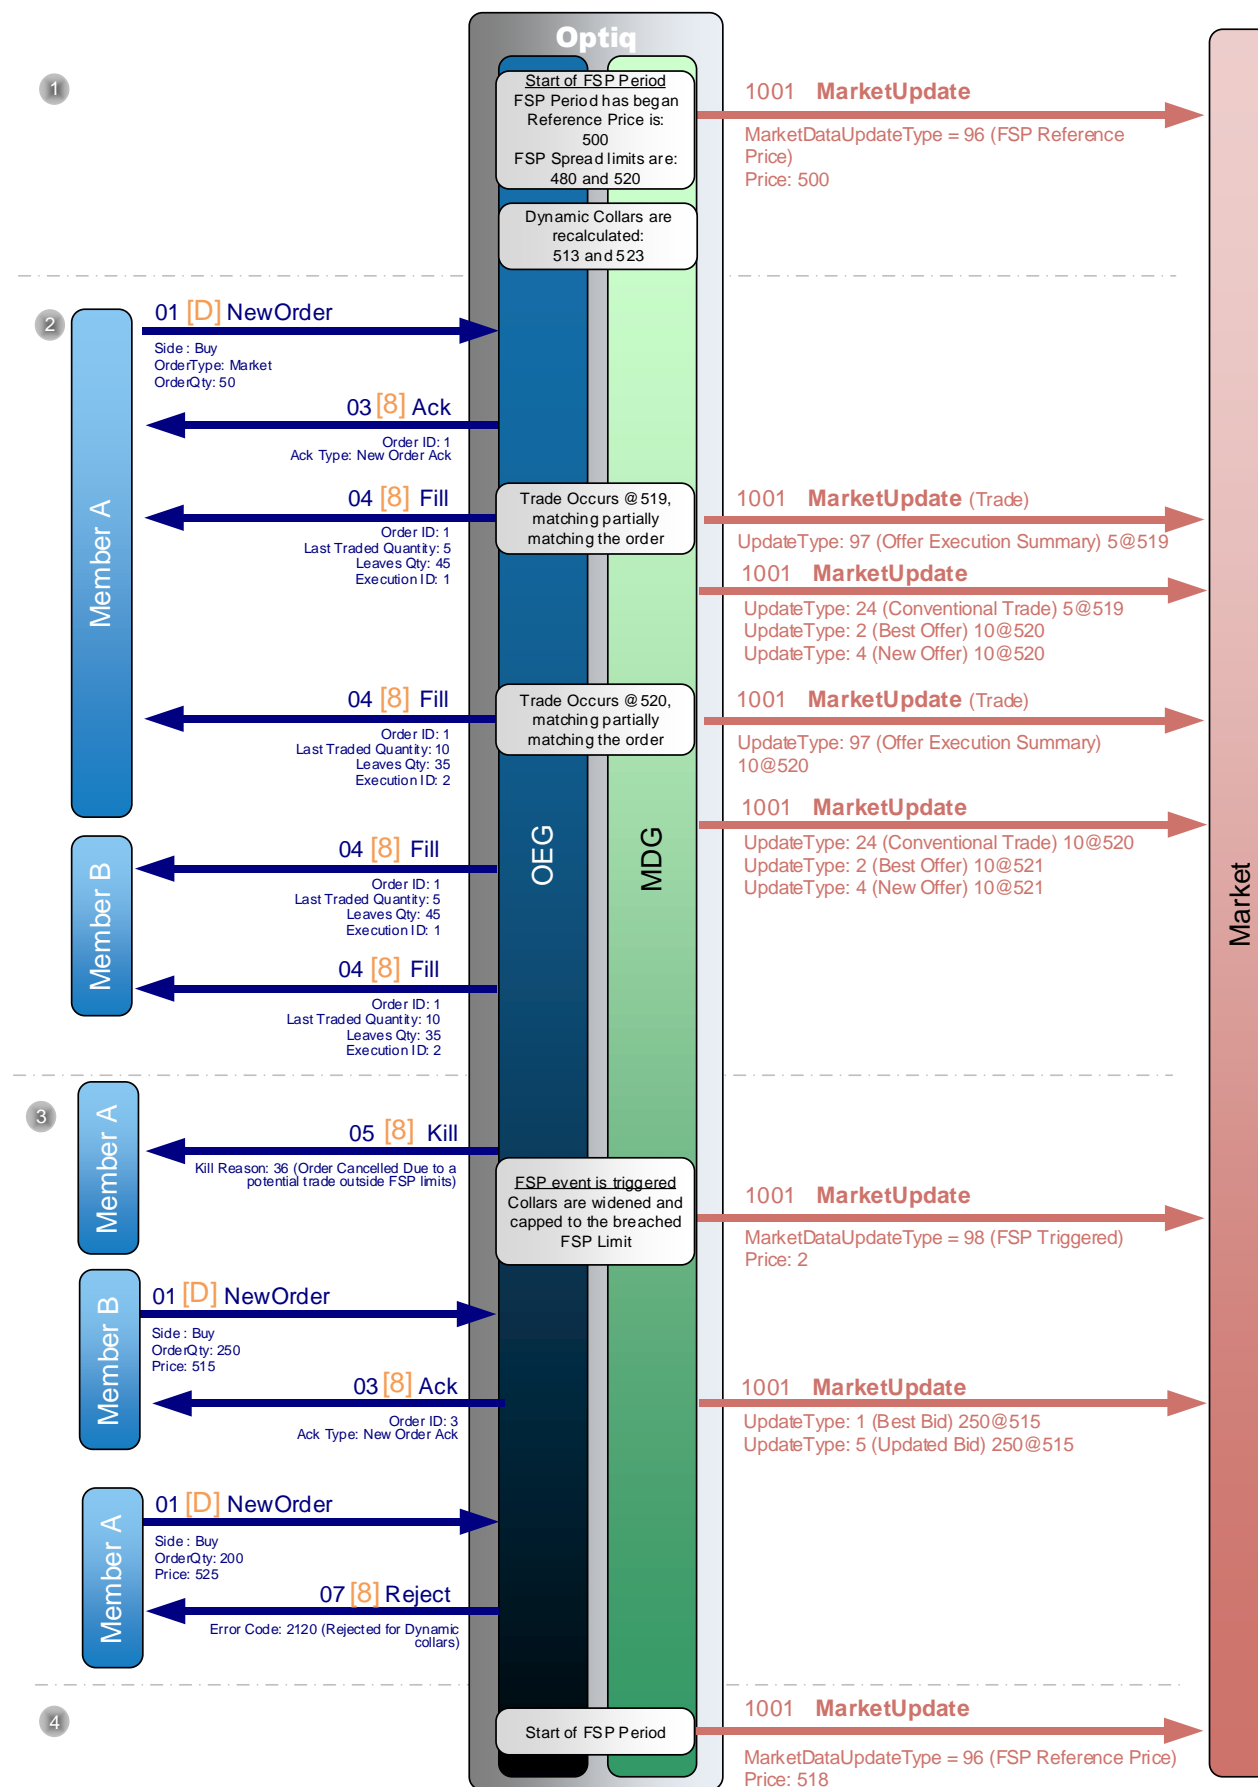 Optiq
1
Start of FSP Period
FSP Period has began
Reference Price is:
500
FSP Spread limits are:
480 and 520
1001 MarketUpdate
MarketDataUpdateType = 96 (FSP Reference
Price)
Price: 500
Dynamic Collars are
recalculated:
513 and 523
2
01 [D] NewOrder
Side : Buy
OrderType: Market
OrderQty: 50
03 [8] Ack
Order ID: 1
Ack Type: New Order Ack
Member A
04 [8] Fill
Order ID: 1
Last Traded Quantity: 5
Leaves Qty: 45
Execution ID: 1
Trade Occurs @519,
matching partially
matching the order
1001 MarketUpdate (Trade)
UpdateType: 97 (Offer Execution Summary) 5@519
1001 MarketUpdate
UpdateType: 24 (Conventional Trade) 5@519
UpdateType: 2 (Best Offer) 10@520
UpdateType: 4 (New Offer) 10@520
04 [8] Fill
Order ID: 1
Last Traded Quantity: 10
Leaves Qty: 35
Execution ID: 2
Trade Occurs @520,
matching partially
matching the order
1001 MarketUpdate (Trade)
UpdateType: 97 (Offer Execution Summary)
10@520
1001 MarketUpdate
UpdateType: 24 (Conventional Trade) 10@520
UpdateType: 2 (Best Offer) 10@521
UpdateType: 4 (New Offer) 10@521
OEG
MDG
Market
Member B
04 [8] Fill
Order ID: 1
Last Traded Quantity: 5
Leaves Qty: 45
Execution ID: 1
04 [8] Fill
Order ID: 1
Last Traded Quantity: 10
Leaves Qty: 35
Execution ID: 2
3
Member A
05 [8] Kill
Kill Reason: 36 (Order Cancelled Due to a
potential trade outside FSP limits)
FSP event is triggered
Collars are widened and
capped to the breached
FSP Limit
1001 MarketUpdate
MarketDataUpdateType = 98 (FSP Triggered)
Price: 2
Member B
01 [D] NewOrder
Side : Buy
OrderQty: 250
Price: 515
03 [8] Ack
Order ID: 3
Ack Type: New Order Ack
1001 MarketUpdate
UpdateType: 1 (Best Bid) 250@515
UpdateType: 5 (Updated Bid) 250@515
Member A
01 [D] NewOrder
Side : Buy
OrderQty: 200
Price: 525
07 [8] Reject
Error Code: 2120 (Rejected for Dynamic
collars)
4
Start of FSP Period
1001 MarketUpdate
MarketDataUpdateType = 96 (FSP Reference Price)
Price: 518